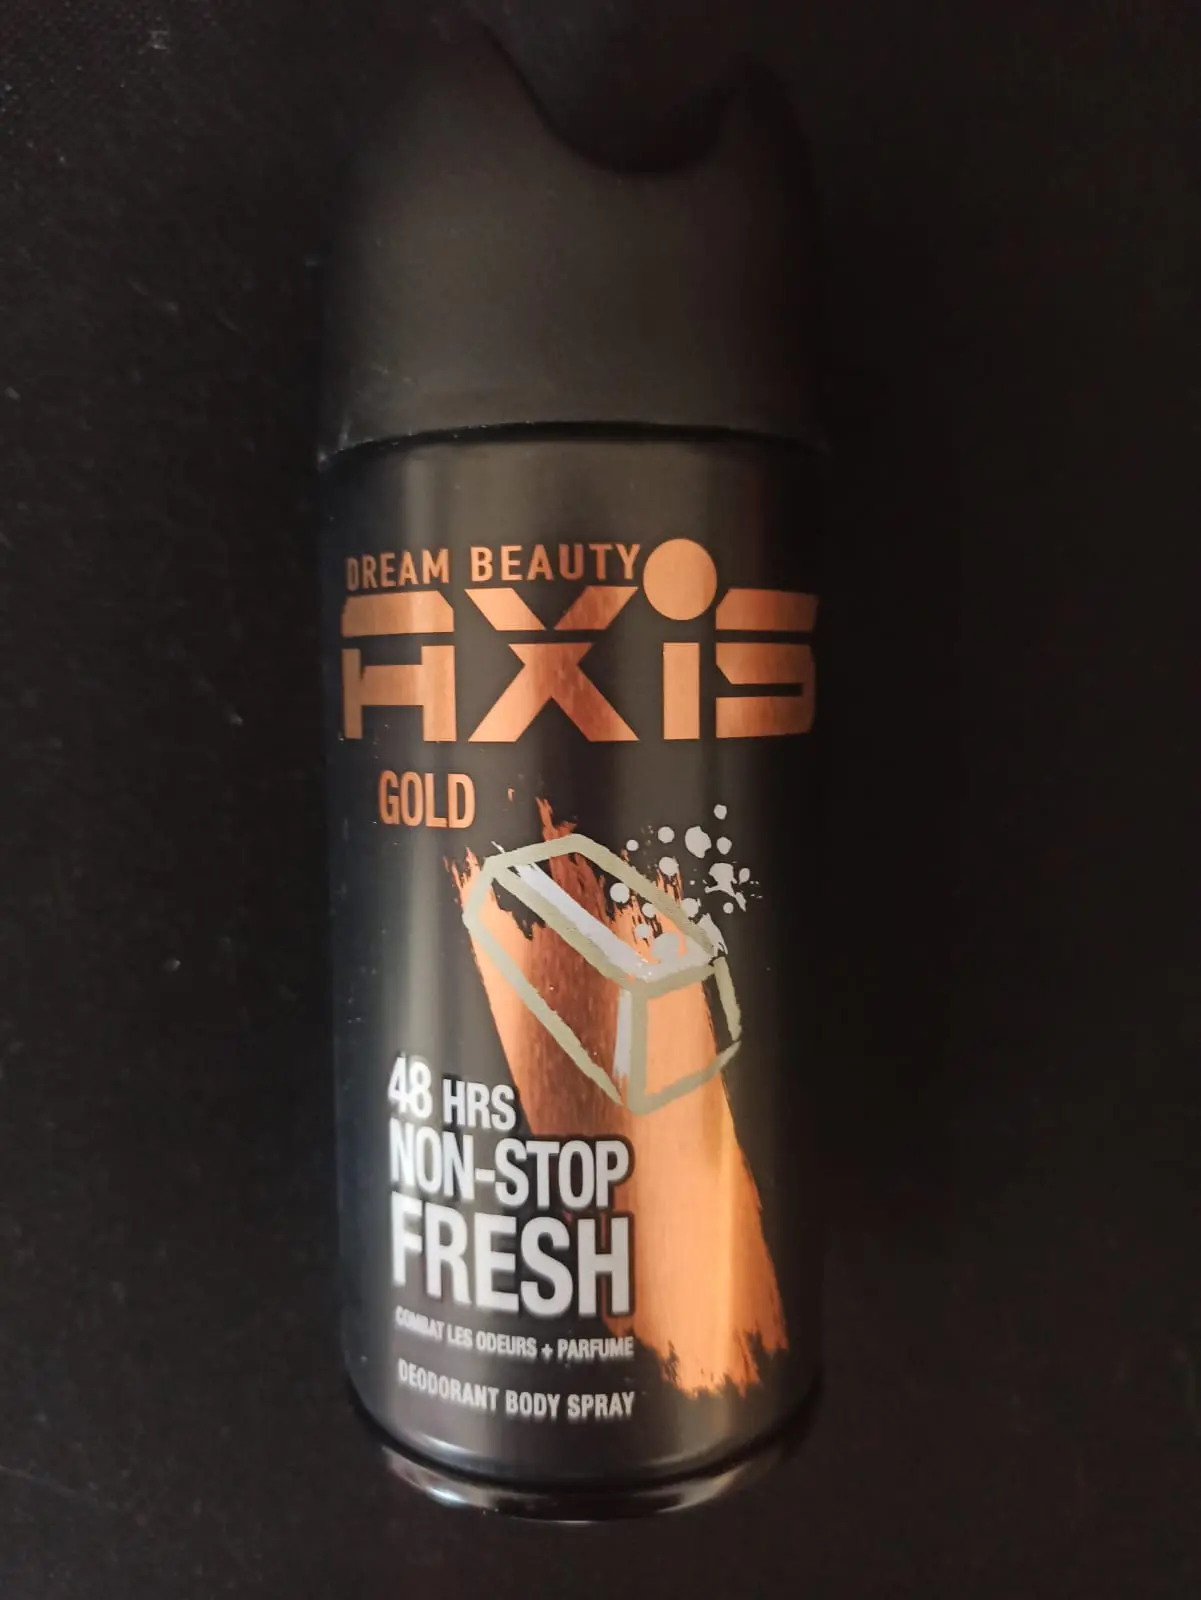 DREAM BEAUTY
AXiS
GOLD
48 HRS
NON-STOP
FRESH
COMBAT LES ODEURS + PARFUME
DEODORANT BODY SPRAY